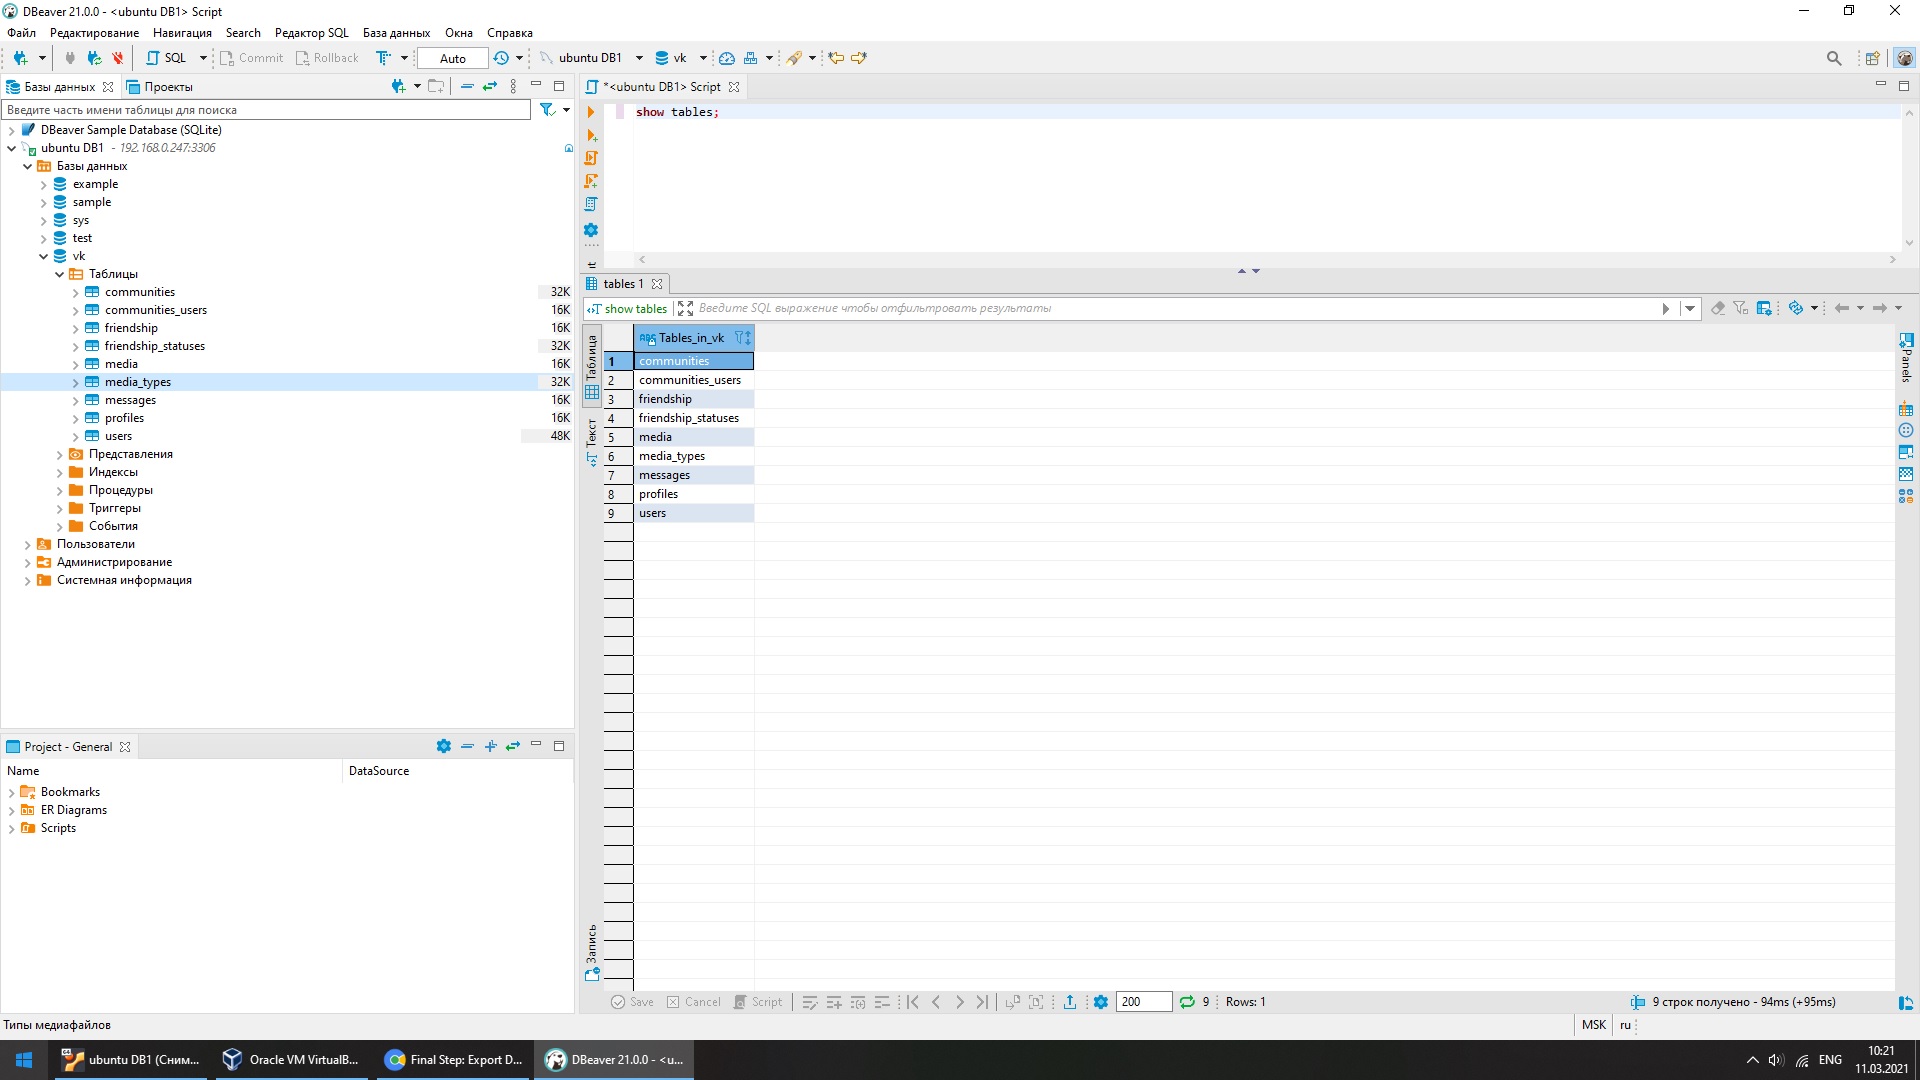 DBeaver 21.0.0 - <ubuntu DB1> Script
Файл Редактирование Навигация Search Редактор SQL База данных Окна Справка
SQL Commit Rollback Auto ubuntu DB1 vk
Базы данных Проекты
Введите часть имени таблицы для поиска
DBeaver Sample Database (SQLite)
ubuntu DB1 - 192.168.0.247:3306
Базы данных
example
sample
sys
test
vk
Таблицы
communities 32K
communities_users 16K
friendship 16K
friendship_statuses 32K
media 16K
media_types 32K
messages 16K
profiles 16K
users 48K
Представления
Индексы
Процедуры
Триггеры
События
Пользователи
Администрирование
Системная информация
Project - General
Name DataSource
Bookmarks
ER Diagrams
Scripts
*<ubuntu DB1> Script
show tables;
tables 1
show tables Введите SQL выражение чтобы отфильтровать результаты
Таблица
Текст
Запись
Panels
Tables_in_vk
1 communities
2 communities_users
3 friendship
4 friendship_statuses
5 media
6 media_types
7 messages
8 profiles
9 users
Save Cancel Script 200 9 Rows: 1 9 строк получено - 94ms (+95ms)
Типы медиафайлов MSK ru
ubuntu DB1 (Сним... Oracle VM VirtualB... Final Step: Export D... DBeaver 21.0.0 - <u... ENG
10:21
11.03.2021